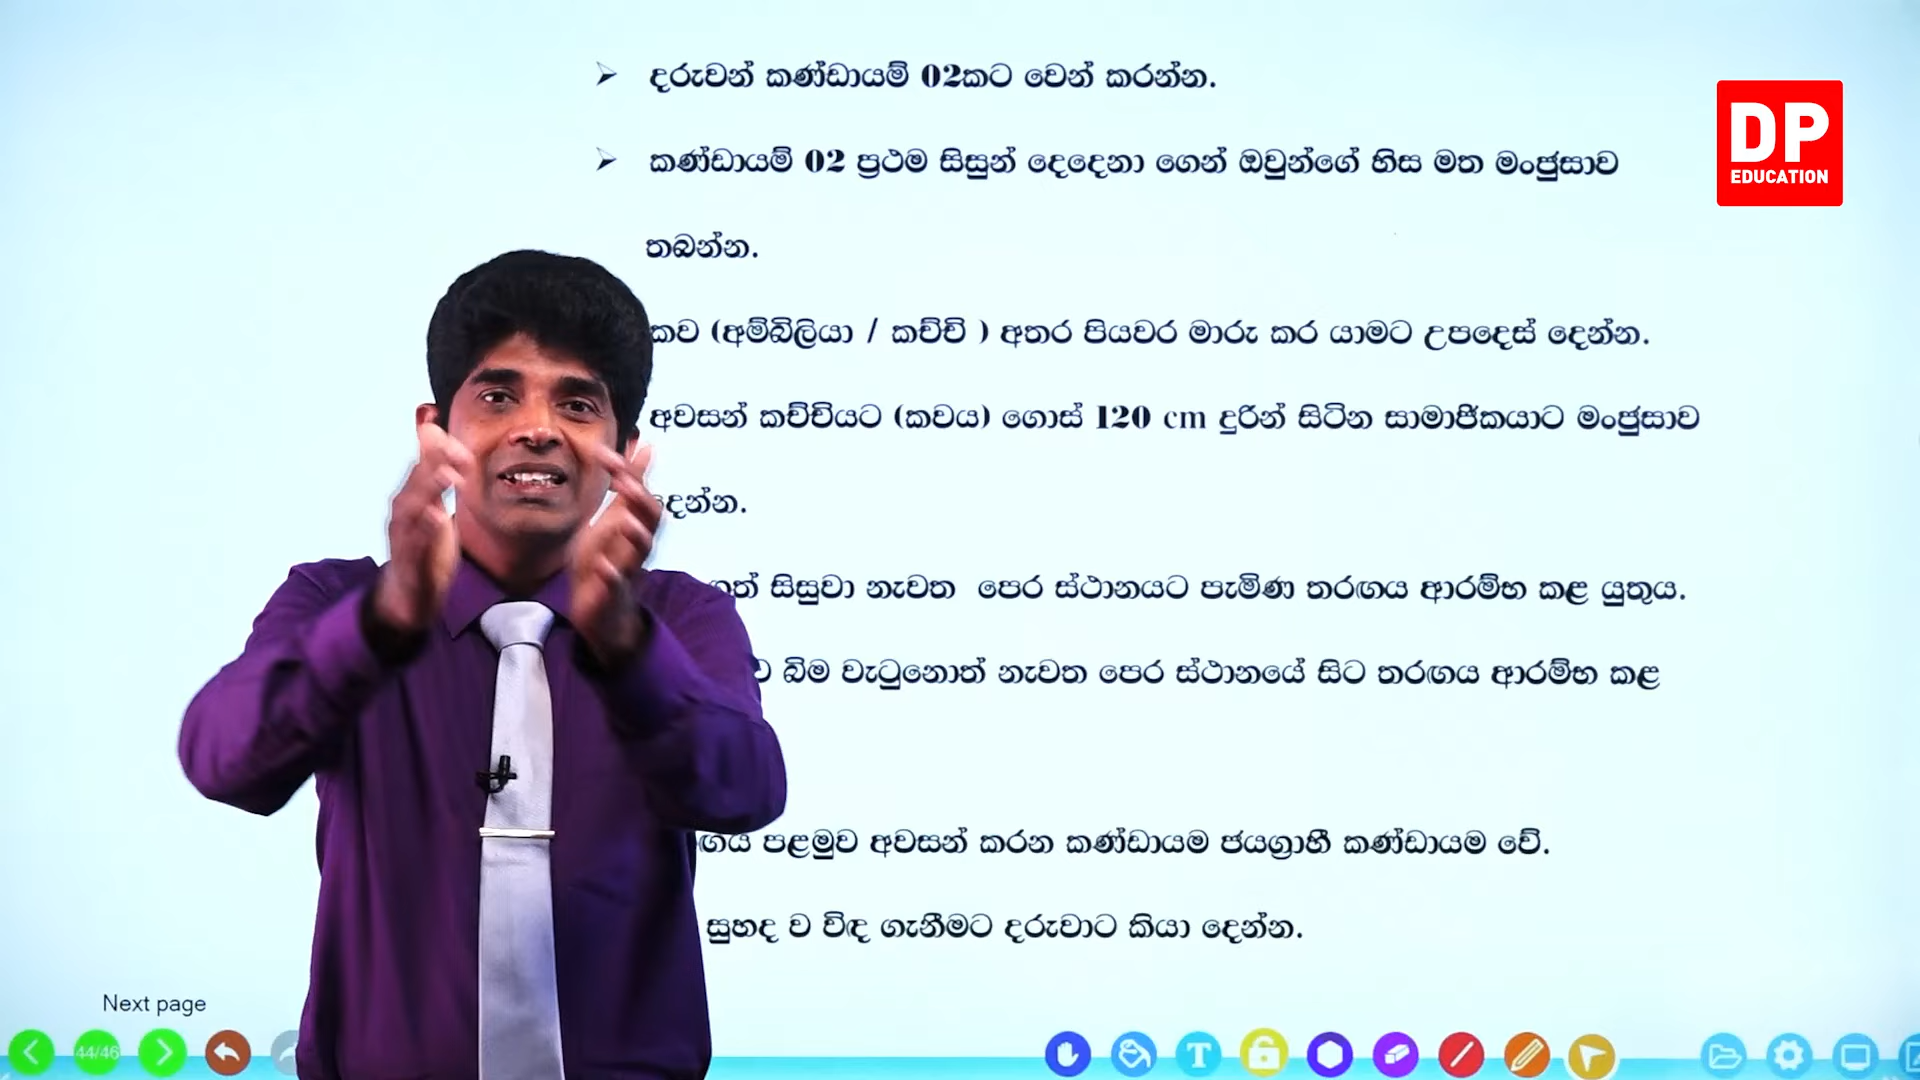 දරුවන් කණ්ඩායම් 02කට වෙන් කරන්න.
කණ්ඩායම් 02 ප්‍රථම සිසුන් දෙදෙනා ගෙන් ඔවුන්ගේ හිස මත මංජුසාව
තබන්න.
කව (අම්බිලියා / කච්චි ) අතර පියවර මාරු කර යාමට උපදෙස් දෙන්න.
අවසන් කච්චියට (කවය) ගොස් 120 cm දුරින් සිටින සාමාජිකයාට මංජුසාව
දෙන්න.
සිසුවා නැවත පෙර ස්ථානයට පැමිණ තරඟය ආරම්භ කළ යුතුය.
බිම වැටුනොත් නැවත පෙර ස්ථානයේ සිට තරඟය ආරම්භ කළ
පළමුව අවසන් කරන කණ්ඩායම ජයග්‍රාහී කණ්ඩායම වේ.
සුහද ව විඳ ගැනීමට දරුවාට කියා දෙන්න.
DP
EDUCATION
Next page
44/46